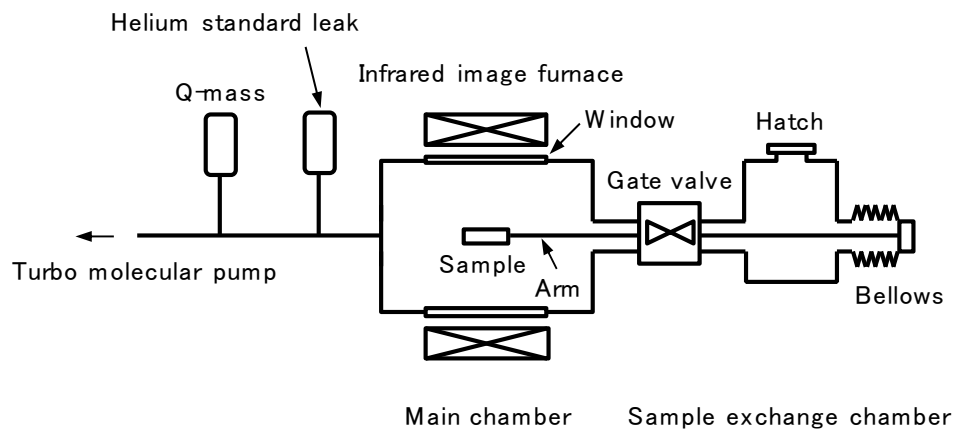 Helium standard leak
Infrared image furnace
Q-mass
Window
Hatch
Gate valve
Sample
Arm
Turbo molecular pump
Bellows
Main chamber
Sample exchange chamber